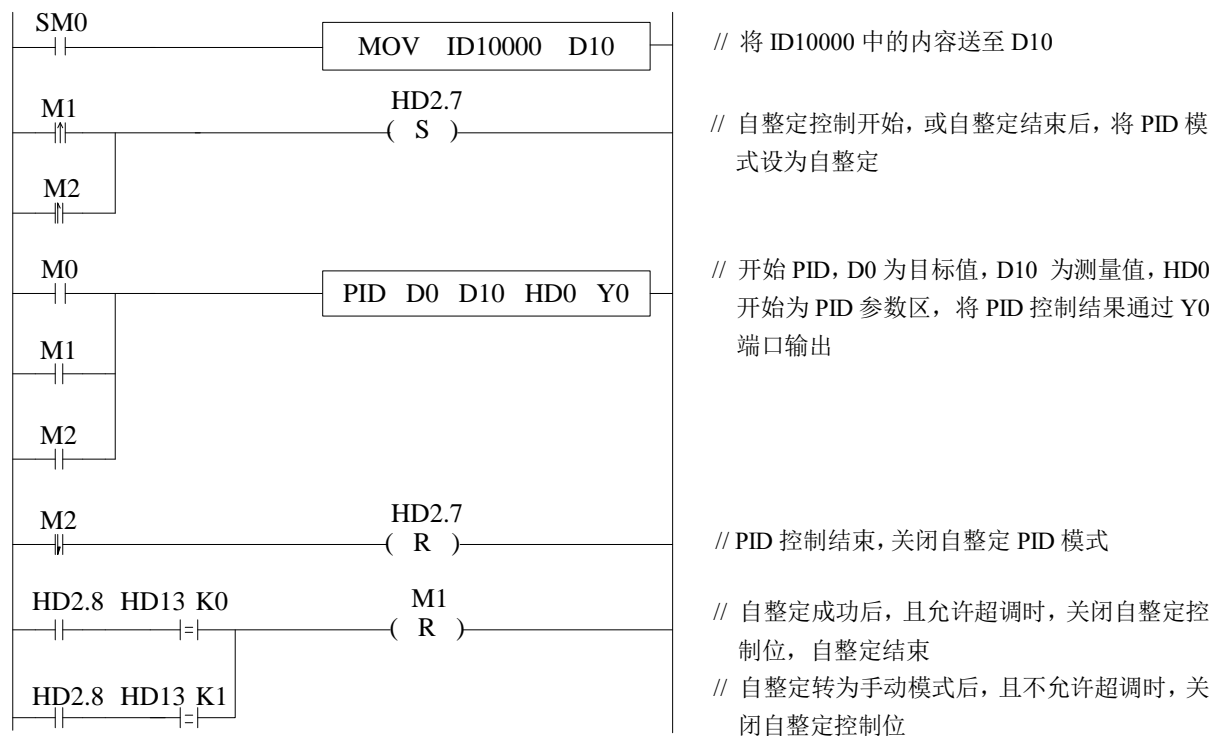 SM0
MOV ID10000 D10
// 将 ID10000 中的内容送至 D10
M1
HD2.7
( S )
// 自整定控制开始，或自整定结束后，将 PID 模
式设为自整定
M2
M0
PID D0 D10 HD0 Y0
// 开始 PID，D0 为目标值，D10 为测量值，HD0
开始为 PID 参数区，将 PID 控制结果通过 Y0
端口输出
M1
M2
M2
HD2.7
( R )
// PID 控制结束，关闭自整定 PID 模式
HD2.8 HD13 K0
=
M1
( R )
// 自整定成功后，且允许超调时，关闭自整定控
制位，自整定结束
HD2.8 HD13 K1
=
// 自整定转为手动模式后，且不允许超调时，关
闭自整定控制位